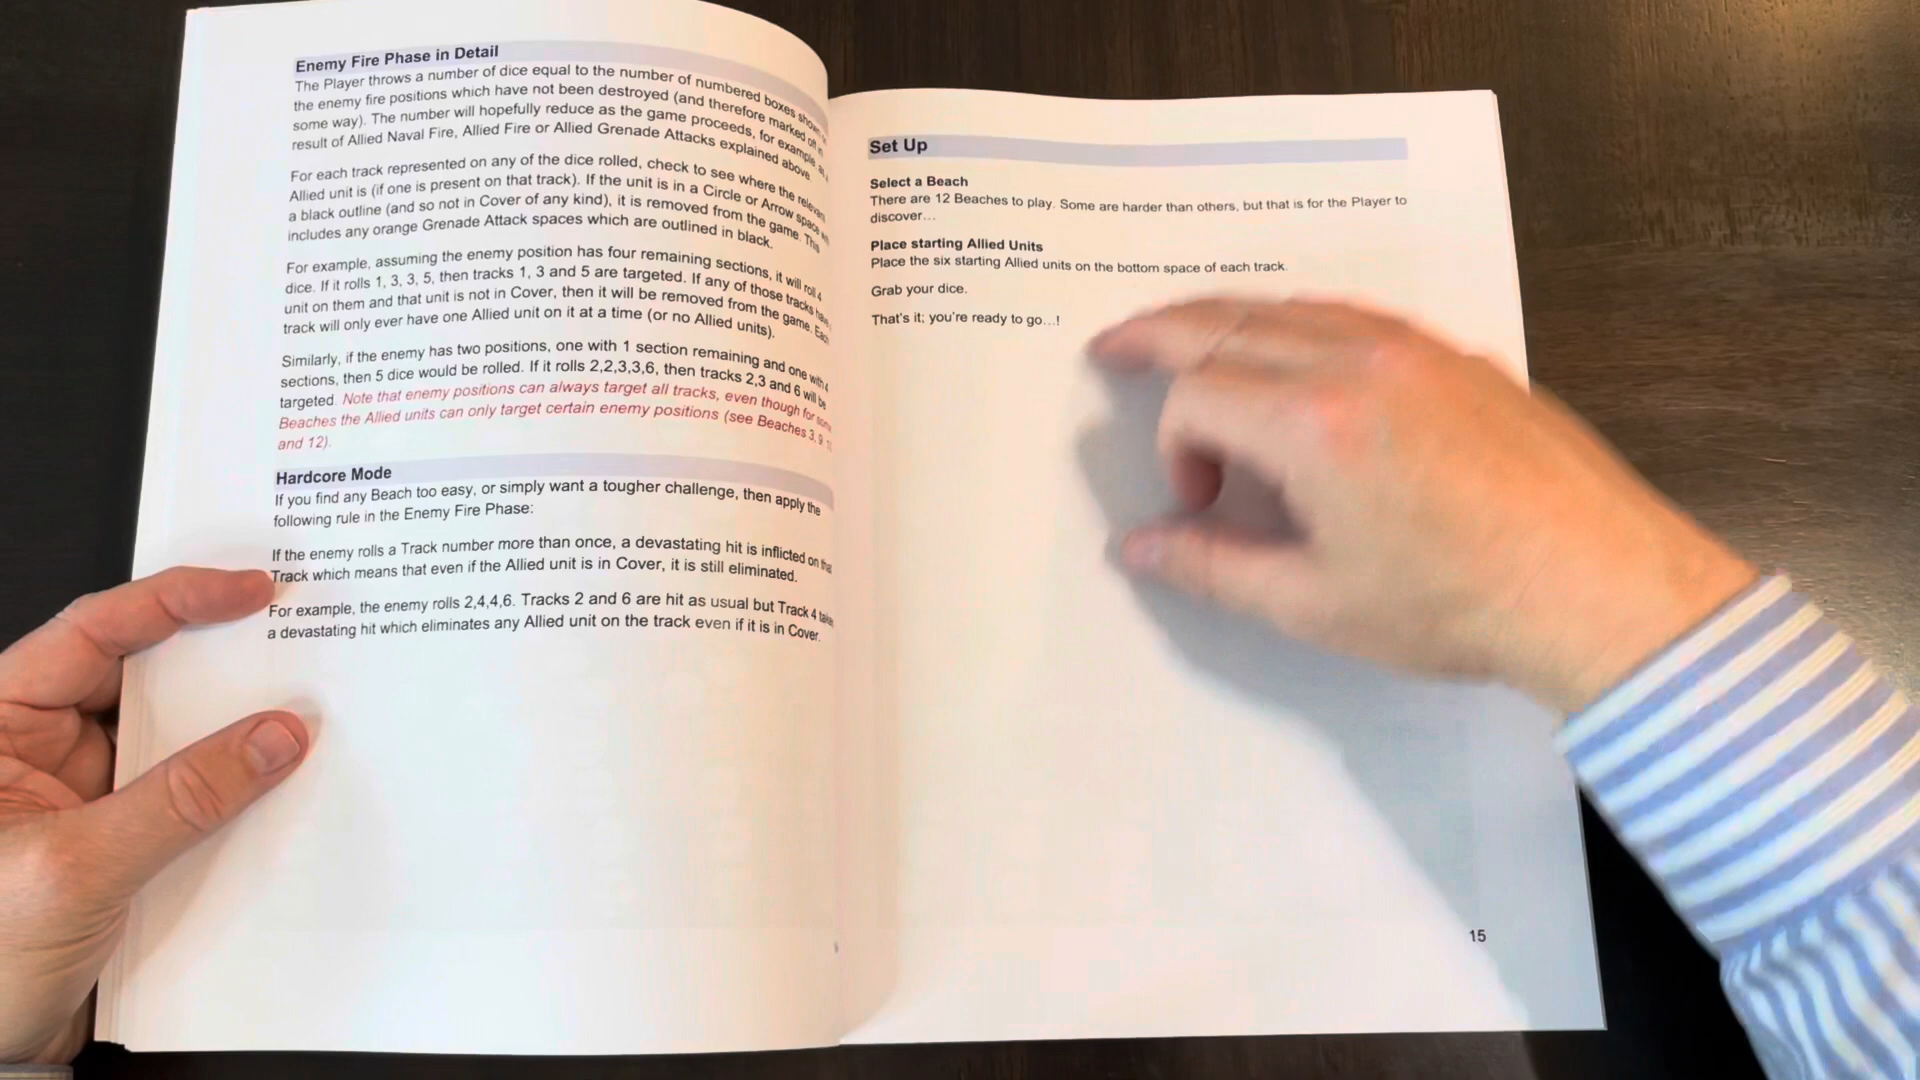 Enemy Fire Phase in Detail
The Player throws a number of dice equal to the number of numbered boxes shown
the enemy fire positions which have not been destroyed (and therefore marked off in
some way). The number will hopefully reduce as the game proceeds, for example, as a
result of Allied Naval Fire, Allied Fire or Allied Grenade Attacks explained above.
For each track represented on any of the dice rolled, check to see where the relevant
Allied unit is (if one is present on that track). If the unit is in a Circle or Arrow space with
a black outline (and so not in Cover of any kind), it is removed from the game. This
includes any orange Grenade Attack spaces which are outlined in black.
For example, assuming the enemy position has four remaining sections, it will roll 4
dice. If it rolls 1, 3, 3, 5, then tracks 1, 3 and 5 are targeted. If any of those tracks have
unit on them and that unit is not in Cover, then it will be removed from the game. Each
track will only ever have one Allied unit on it at a time (or no Allied units).
Similarly, if the enemy has two positions, one with 1 section remaining and one with 4
sections, then 5 dice would be rolled. If it rolls 2,2,3,3,6, then tracks 2,3 and 6 will be
targeted. Note that enemy positions can always target all tracks, even though for some
Beaches the Allied units can only target certain enemy positions (see Beaches 3, 9
and 12).
Hardcore Mode
If you find any Beach too easy, or simply want a tougher challenge, then apply the
following rule in the Enemy Fire Phase:
If the enemy rolls a Track number more than once, a devastating hit is inflicted on that
Track which means that even if the Allied unit is in Cover, it is still eliminated.
For example, the enemy rolls 2,4,4,6. Tracks 2 and 6 are hit as usual but Track 4 takes
a devastating hit which eliminates any Allied unit on the track even if it is in Cover.
Set Up
Select a Beach
There are 12 Beaches to play. Some are harder than others, but that is for the Player to
discover…
Place starting Allied Units
Place the six starting Allied units on the bottom space of each track.
Grab your dice.
That's it; you're ready to go…!
15